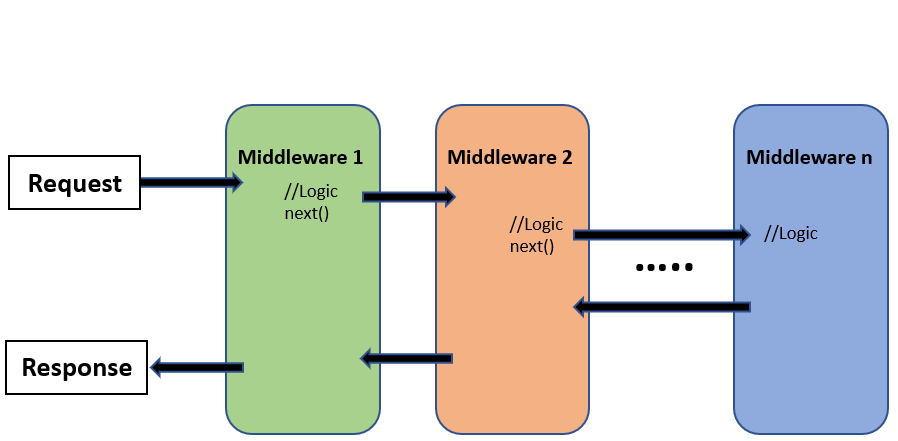 Middleware 1
Middleware 2
Middleware n
Request
//Logic
next()
//Logic
next()
//Logic
.....
Response